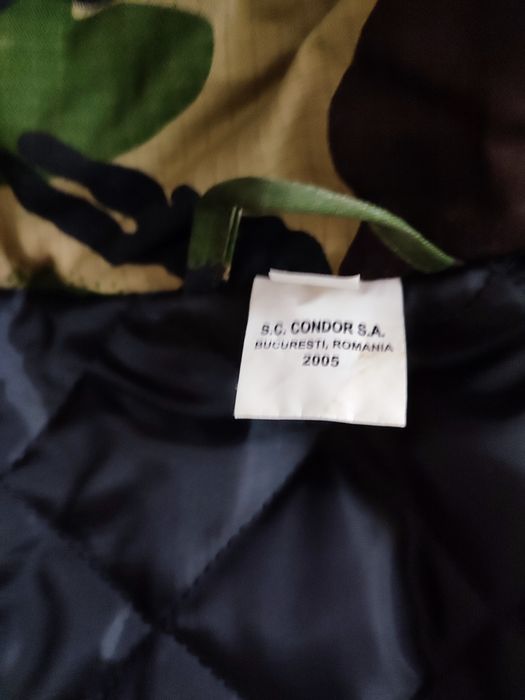 S.C. CONDOR S.A.
BUCURESTI, ROMANIA
2005